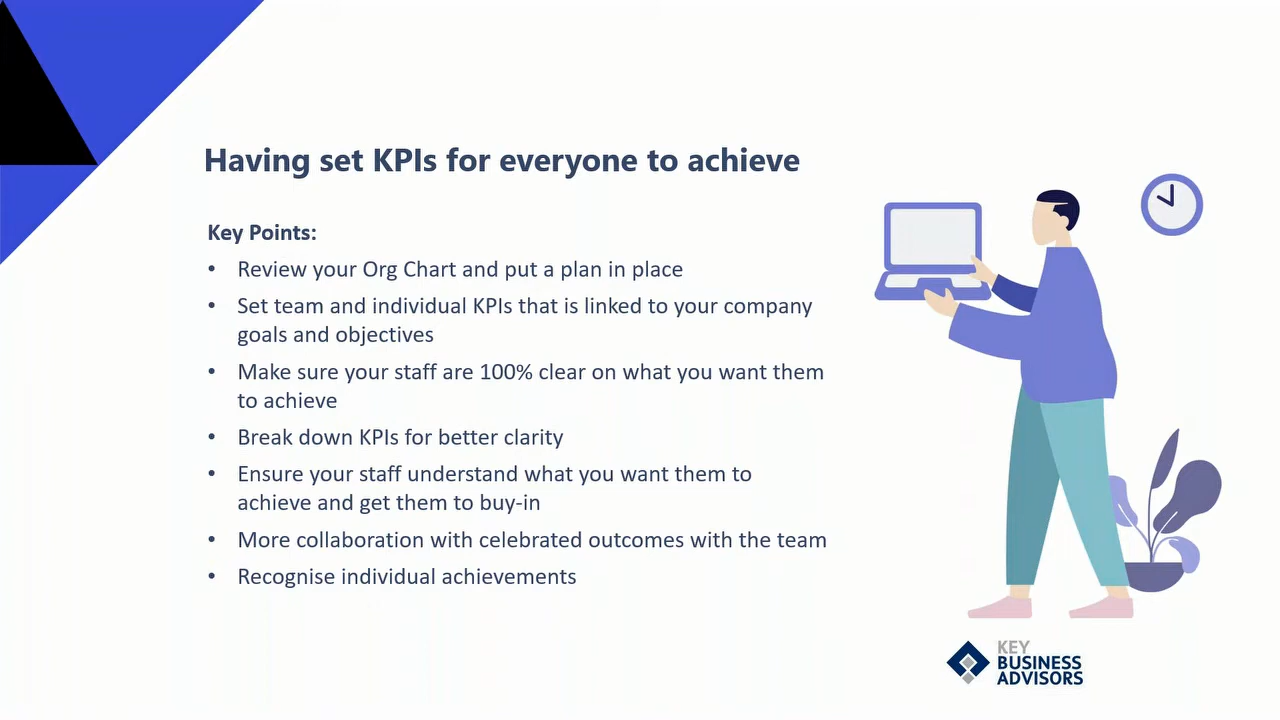 Having set KPIs for everyone to achieve
Key Points:
• Review your Org Chart and put a plan in place
• Set team and individual KPIs that is linked to your company
goals and objectives
• Make sure your staff are 100% clear on what you want them
to achieve
• Break down KPIs for better clarity
• Ensure your staff understand what you want them to
achieve and get them to buy-in
• More collaboration with celebrated outcomes with the team
• Recognise individual achievements
KEY
BUSINESS
ADVISORS